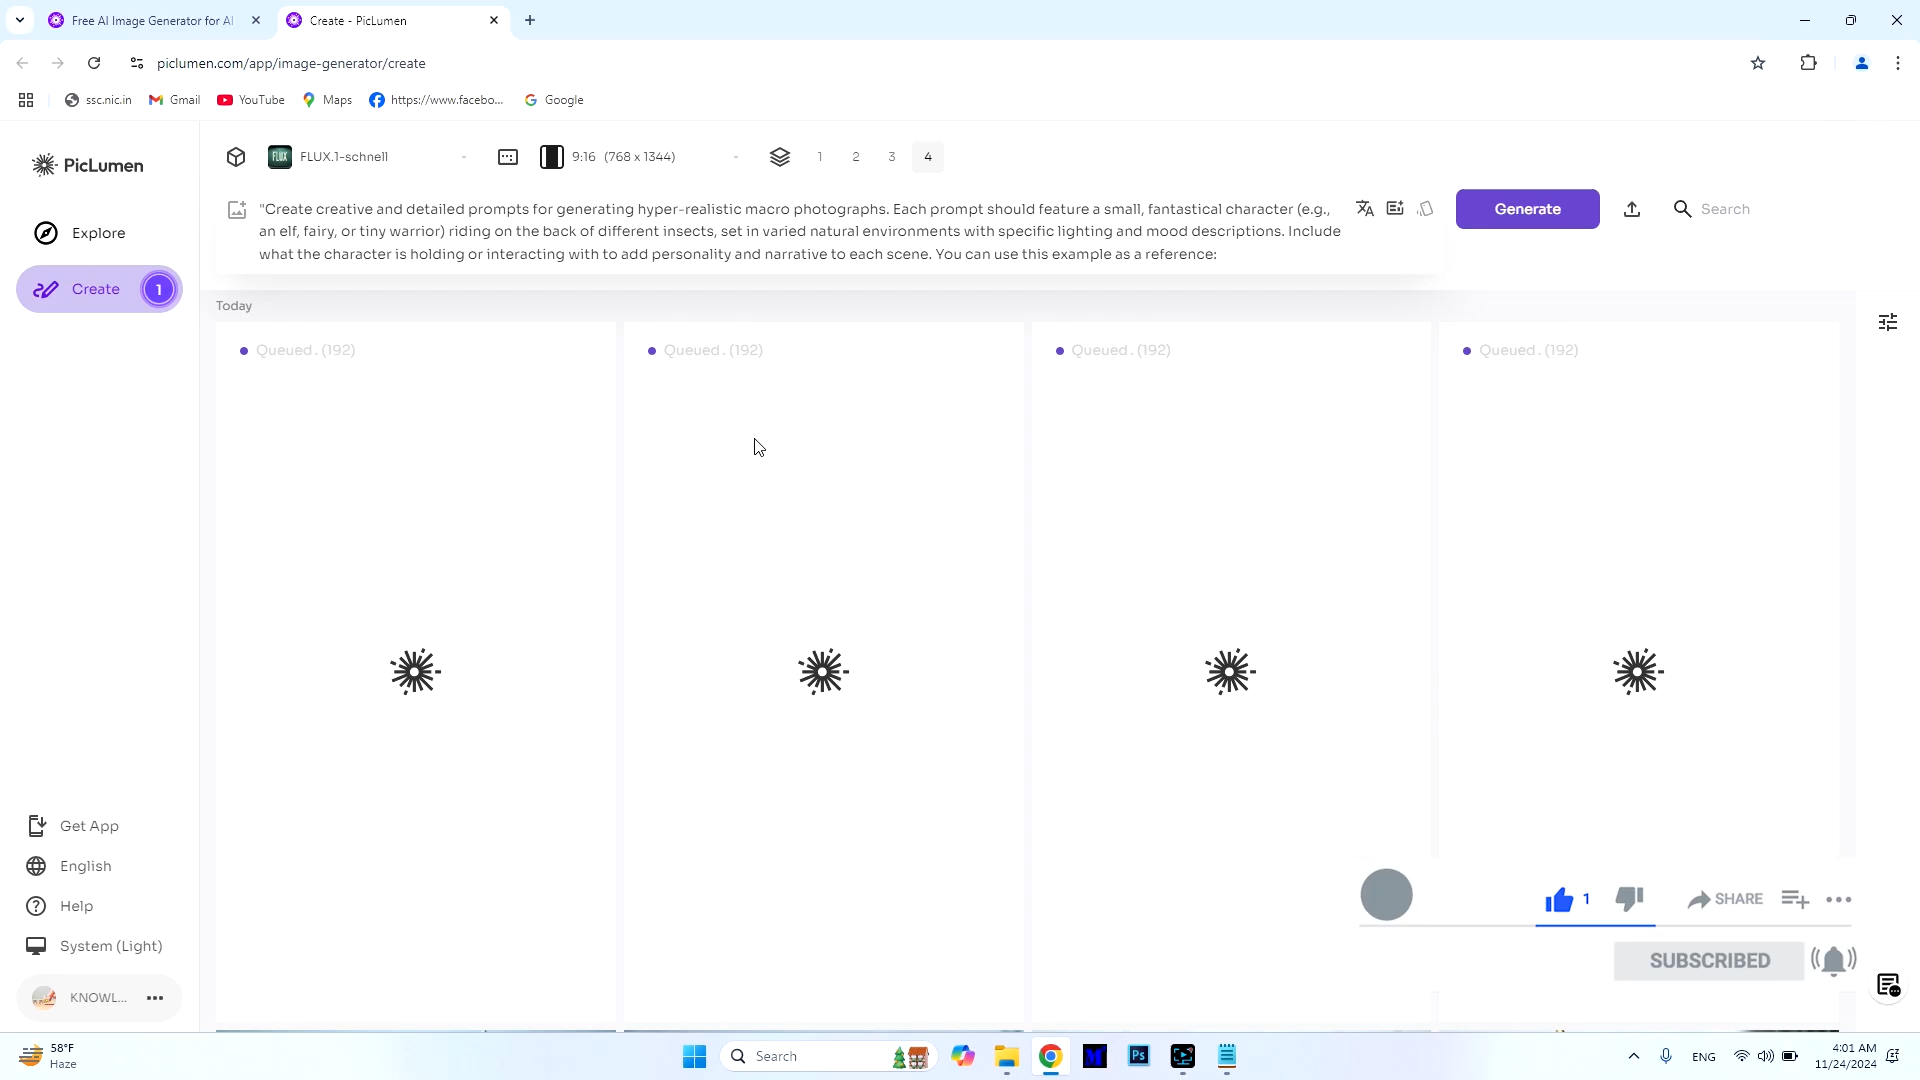 Free AI Image Generator for AI
Create - PicLumen
piclumen.com/app/image-generator/create
ssc.nic.in
Gmail
YouTube
Maps
https://www.facebo...
Google
PicLumen
FLUX
FLUX.1-schnell
9:16 (768 x 1344)
1
2
3
4
"Create creative and detailed prompts for generating hyper-realistic macro photographs. Each prompt should feature a small, fantastical character (e.g.,
an elf, fairy, or tiny warrior) riding on the back of different insects, set in varied natural environments with specific lighting and mood descriptions. Include
what the character is holding or interacting with to add personality and narrative to each scene. You can use this example as a reference:
Generate
Search
Explore
Create
1
Today
Queued . (192)
Queued . (192)
Queued . (192)
Queued . (192)
Get App
English
Help
System (Light)
KNOWL...
1
SHARE
SUBSCRIBED
58°F
Haze
Search
Ps
ENG
4:01 AM
11/24/2024